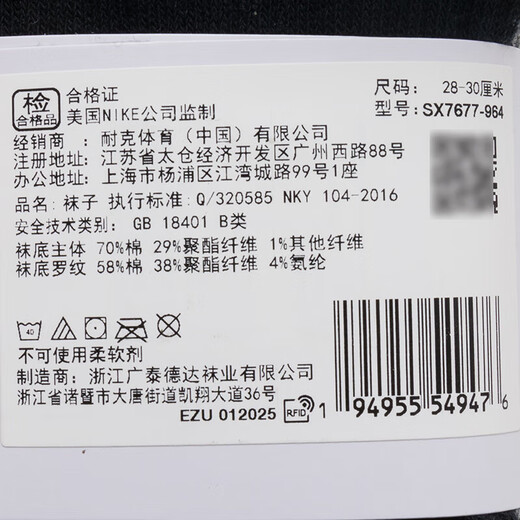 检
合格品
合格证
美国NIKE公司监制
尺码: 28-30厘米
型号: SX7677-964
经销商 : 耐克体育（中国）有限公司
注册地址: 江苏省太仓经济开发区广州西路88号
办公地址: 上海市杨浦区江湾城路99号1座
品名: 袜子 执行标准: Q/320585 NKY 104-2016
安全技术类别: GB 18401 B类
袜底主体 70%棉 29%聚酯纤维 1%其他纤维
袜底罗纹 58%棉 38%聚酯纤维 4%氨纶
40
不可使用柔软剂
制造商: 浙江广泰德达袜业有限公司
浙江省诸暨市大唐街道凯翔大道36号
EZU 012025
RFID
1 94955 54947 6